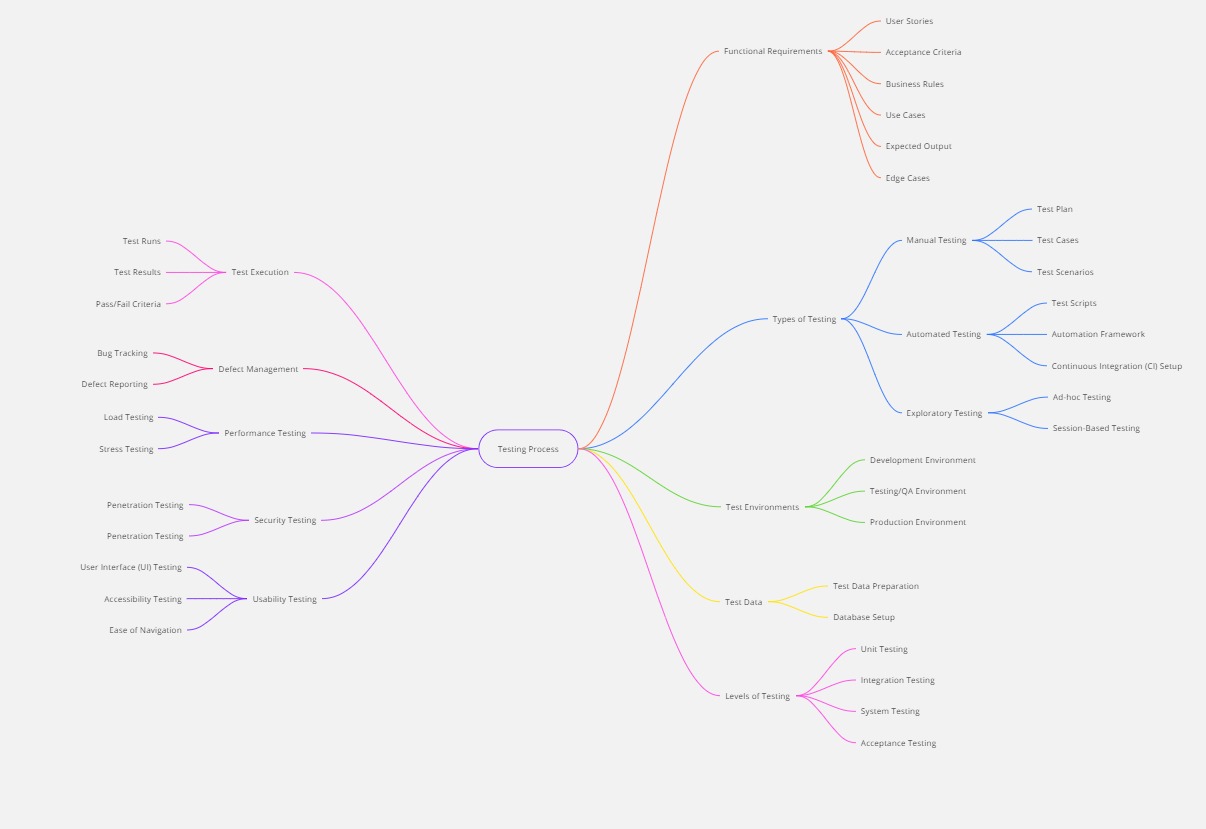 Testing Process
Functional Requirements
User Stories
Acceptance Criteria
Business Rules
Use Cases
Expected Output
Edge Cases
Types of Testing
Manual Testing
Test Plan
Test Cases
Test Scenarios
Automated Testing
Test Scripts
Automation Framework
Continuous Integration (CI) Setup
Exploratory Testing
Ad-hoc Testing
Session-Based Testing
Test Environments
Development Environment
Testing/QA Environment
Production Environment
Test Data
Test Data Preparation
Database Setup
Levels of Testing
Unit Testing
Integration Testing
System Testing
Acceptance Testing
Test Execution
Test Runs
Test Results
Pass/Fail Criteria
Defect Management
Bug Tracking
Defect Reporting
Performance Testing
Load Testing
Stress Testing
Security Testing
Penetration Testing
Penetration Testing
Usability Testing
User Interface (UI) Testing
Accessibility Testing
Ease of Navigation